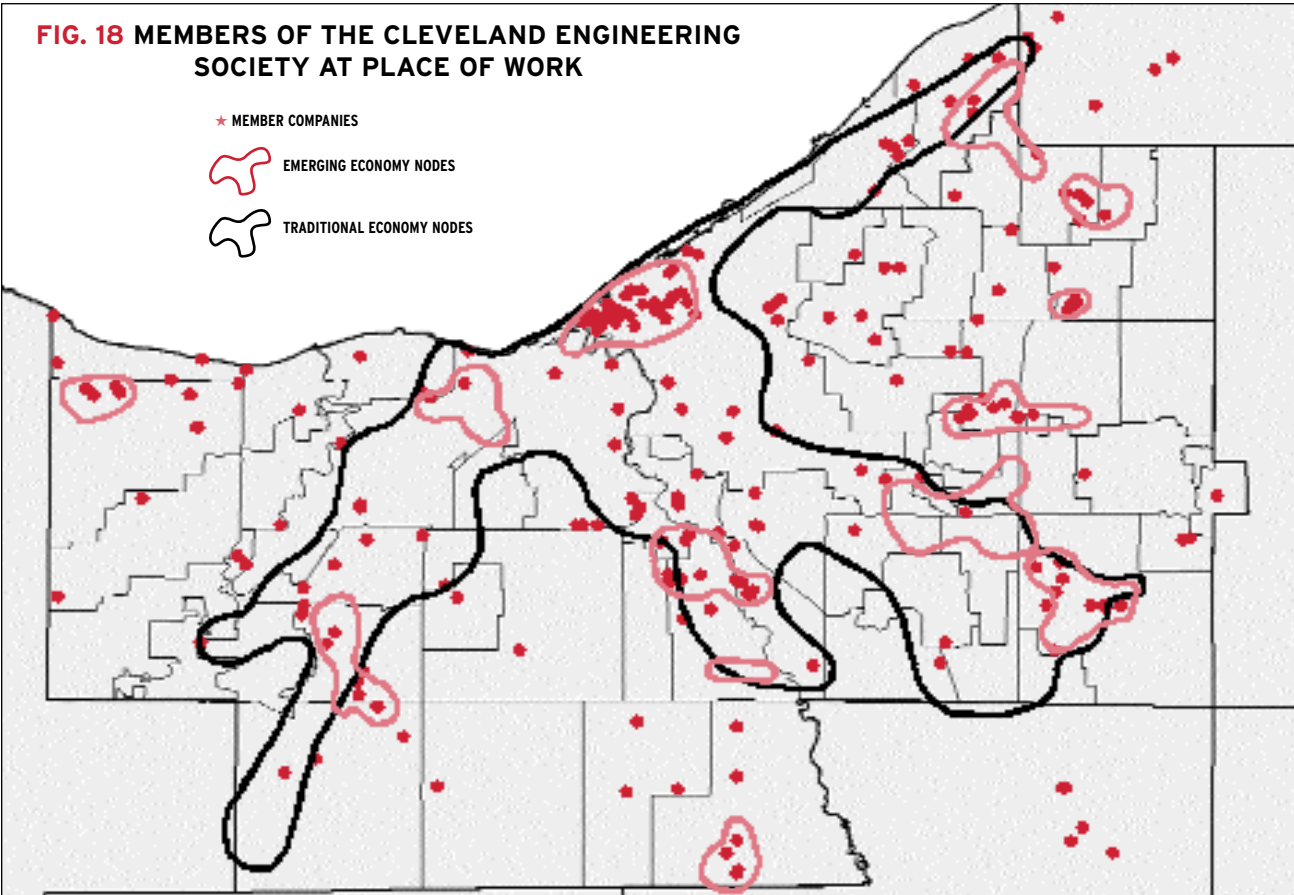 FIG. 18 MEMBERS OF THE CLEVELAND ENGINEERING
SOCIETY AT PLACE OF WORK
★ MEMBER COMPANIES
EMERGING ECONOMY NODES
TRADITIONAL ECONOMY NODES